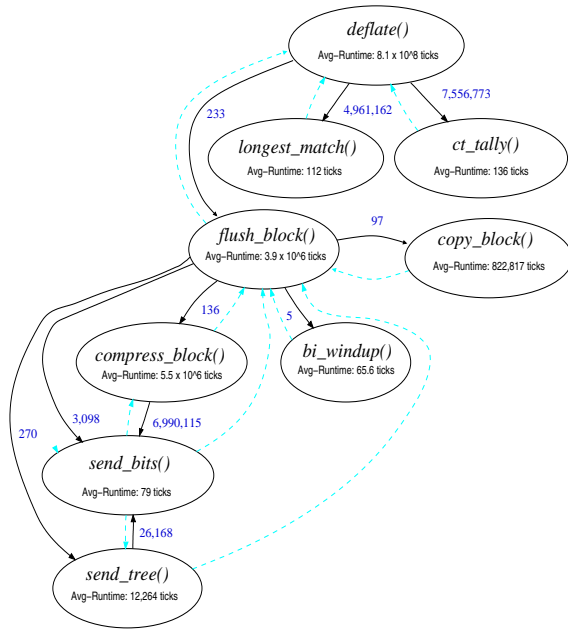 deflate()
Avg-Runtime: 8.1 x 10^8 ticks
7,556,773
4,961,162
233
longest_match()
Avg-Runtime: 112 ticks
ct_tally()
Avg-Runtime: 136 ticks
flush_block()
Avg-Runtime: 3.9 x 10^6 ticks
97
copy_block()
Avg-Runtime: 822,817 ticks
136
5
compress_block()
Avg-Runtime: 5.5 x 10^6 ticks
bi_windup()
Avg-Runtime: 65.6 ticks
270
3,098
6,990,115
send_bits()
Avg-Runtime: 79 ticks
26,168
send_tree()
Avg-Runtime: 12,264 ticks